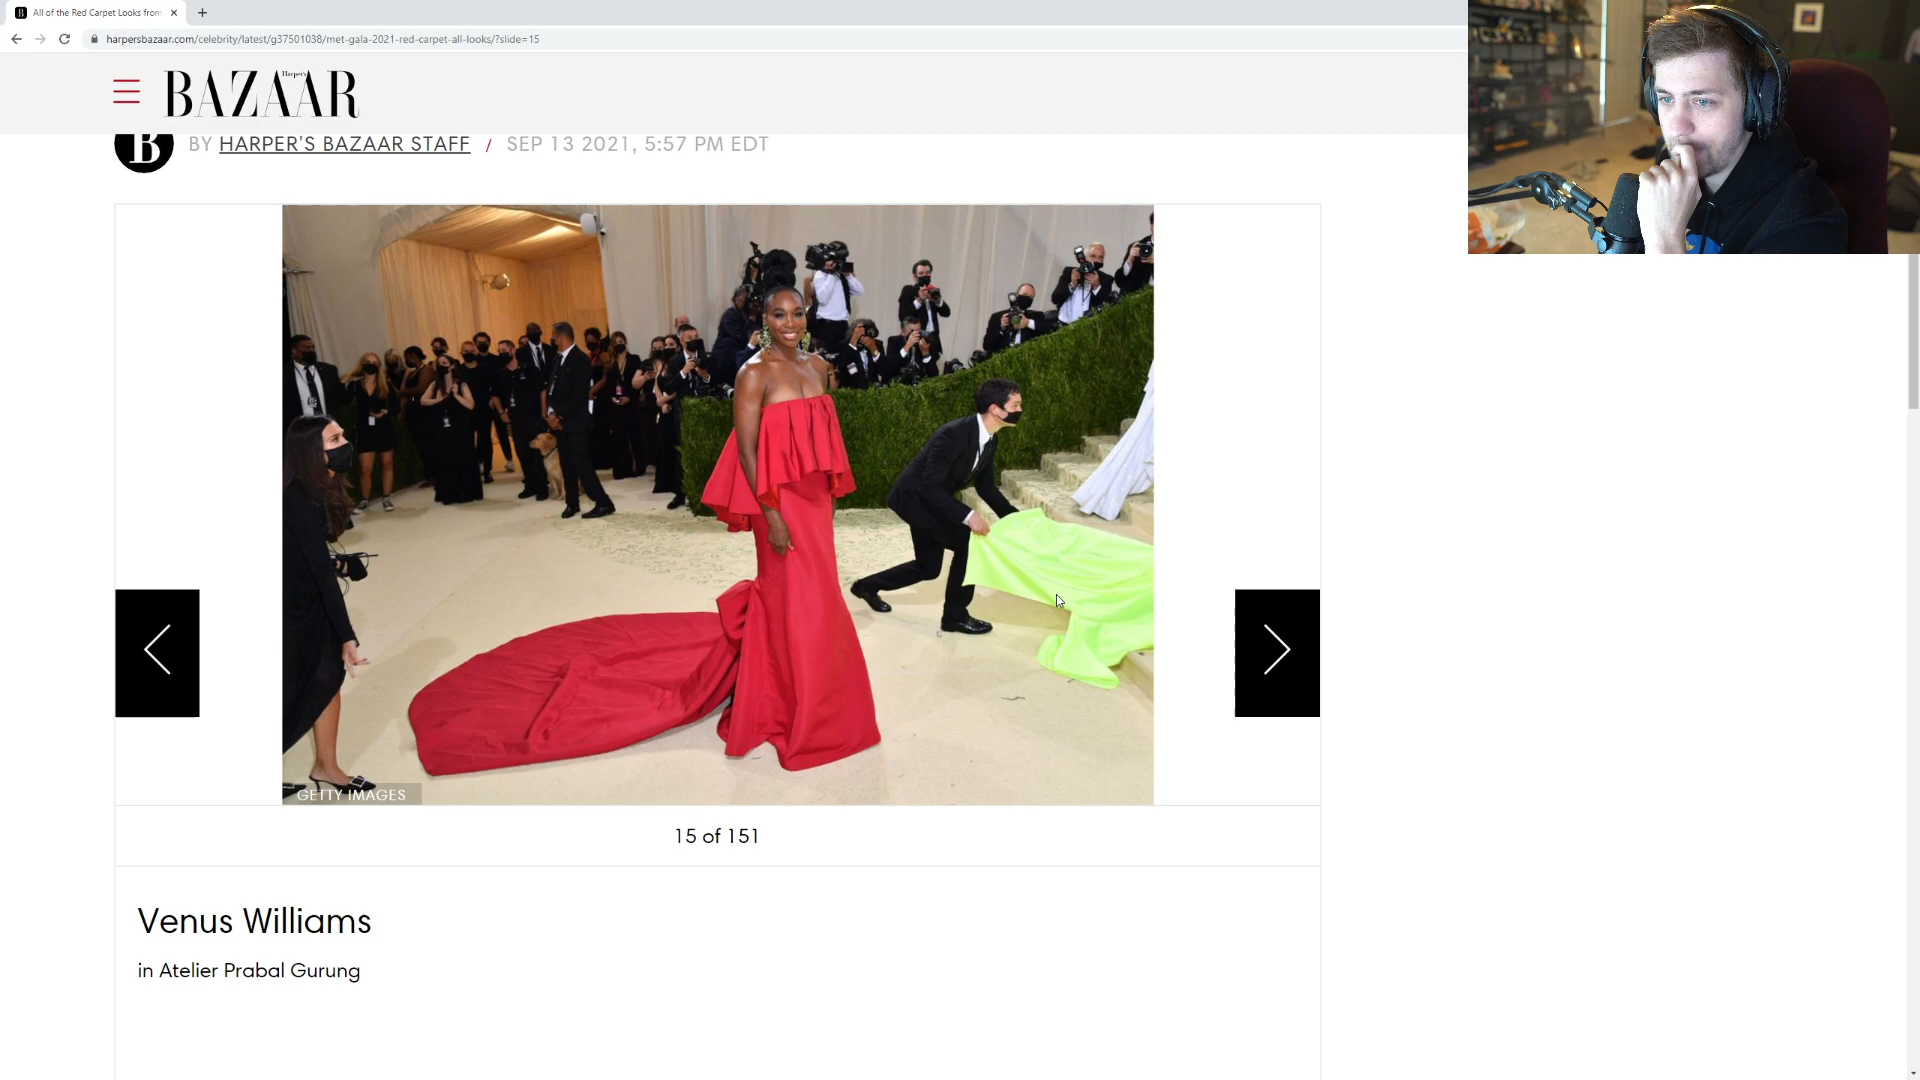 All of the Red Carpet Looks from
harpersbazaar.com/celebrity/latest/g37501038/met-gala-2021-red-carpet-all-looks/?slide=15
Harper's
BAZAAR
B
BY HARPER'S BAZAAR STAFF / SEP 13 2021, 5:57 PM EDT
GETTY IMAGES
15 of 151
Venus Williams
in Atelier Prabal Gurung